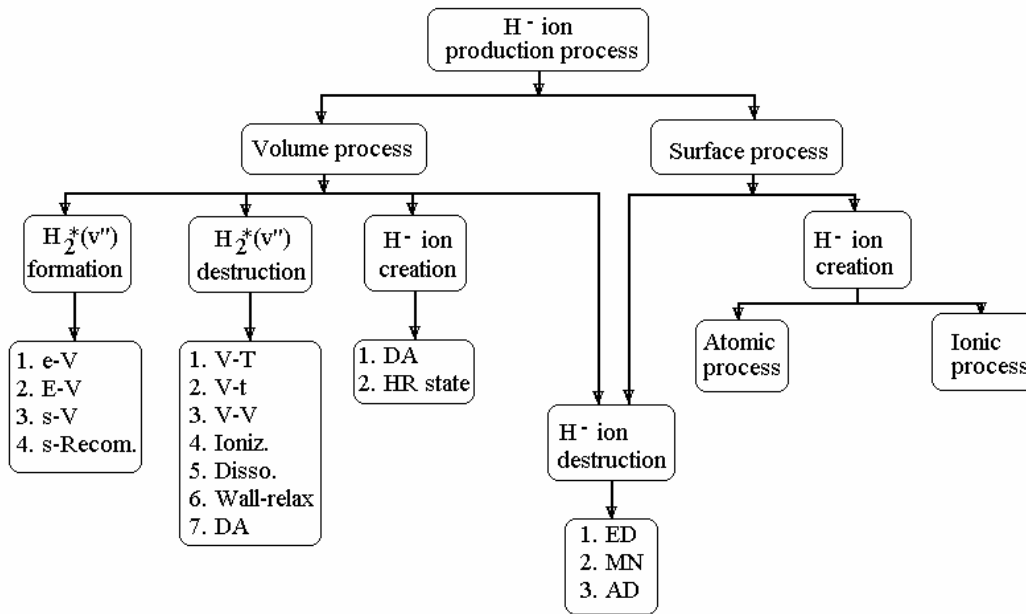 H⁻ ion
production process
Volume process
Surface process
H₂*(v")
formation
H₂*(v")
destruction
H⁻ ion
creation
H⁻ ion
creation
1. e-V
2. E-V
3. s-V
4. s-Recom.
1. V-T
2. V-t
3. V-V
4. Ioniz.
5. Disso.
6. Wall-relax
7. DA
1. DA
2. HR state
Atomic
process
Ionic
process
H⁻ ion
destruction
1. ED
2. MN
3. AD